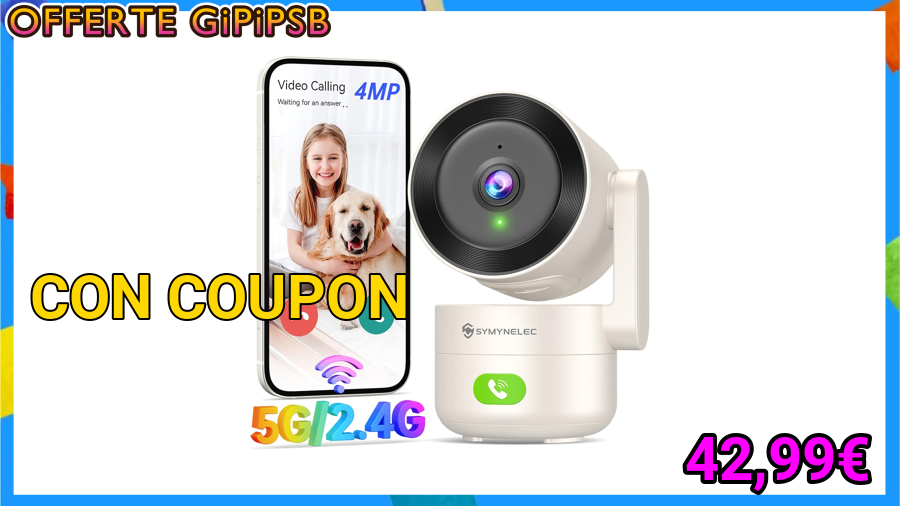 OFFERTE GiPiPSB
Video Calling
4MP
Waiting for an answer . .
CON COUPON
SYMYNELEC
5G/2.4G
42,99€